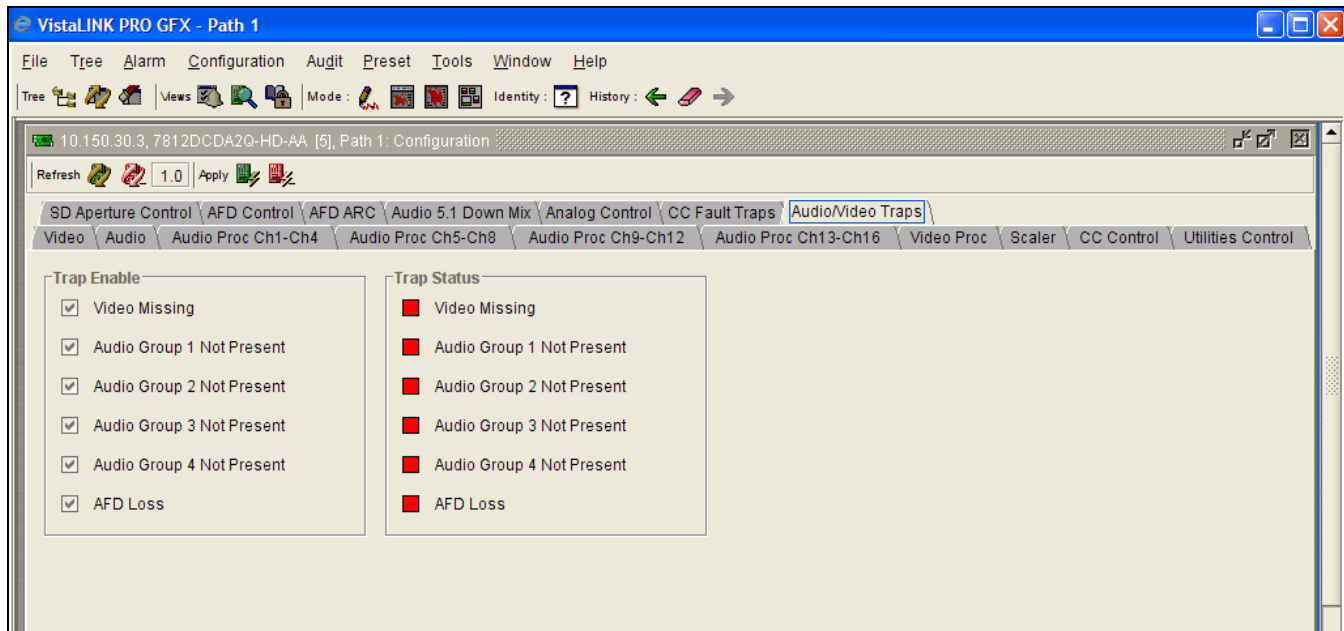 VistaLINK PRO GFX - Path 1
File Tree Alarm Configuration Audit Preset Tools Window Help
Tree Views Mode : Identity : ? History :
10.150.30.3, 7812DCDA2Q-HD-AA [5], Path 1: Configuration
Refresh 1.0 Apply
SD Aperture Control AFD Control AFD ARC Audio 5.1 Down Mix Analog Control CC Fault Traps Audio/Video Traps
Video Audio Audio Proc Ch1-Ch4 Audio Proc Ch5-Ch8 Audio Proc Ch9-Ch12 Audio Proc Ch13-Ch16 Video Proc Scaler CC Control Utilities Control
Trap Enable Trap Status
Video Missing Video Missing
Audio Group 1 Not Present Audio Group 1 Not Present
Audio Group 2 Not Present Audio Group 2 Not Present
Audio Group 3 Not Present Audio Group 3 Not Present
Audio Group 4 Not Present Audio Group 4 Not Present
AFD Loss AFD Loss